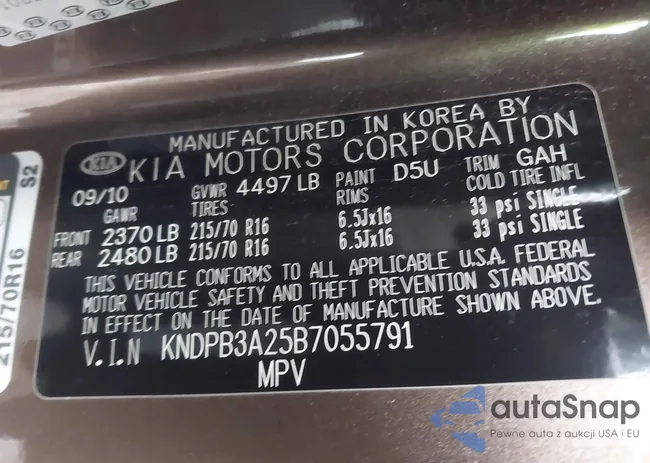 MANUFACTURED IN KOREA BY
KIA KIA MOTORS CORPORATION
09/10 GVWR 4497 LB PAINT D5U TRIM GAH
GAWR TIRES RIMS COLD TIRE INFL
FRONT 2370 LB 215/70 R16 6.5Jx16 33 psi SINGLE
REAR 2480 LB 215/70 R16 6.5Jx16 33 psi SINGLE
THIS VEHICLE CONFORMS TO ALL APPLICABLE U.S.A. FEDERAL
MOTOR VEHICLE SAFETY AND THEFT PREVENTION STANDARDS
IN EFFECT ON THE DATE OF MANUFACTURE SHOWN ABOVE.
V.I.N KNDPB3A25B7055791
MPV
S2
215/70R16
autaSnap
Pewne auta z aukcji USA i EU